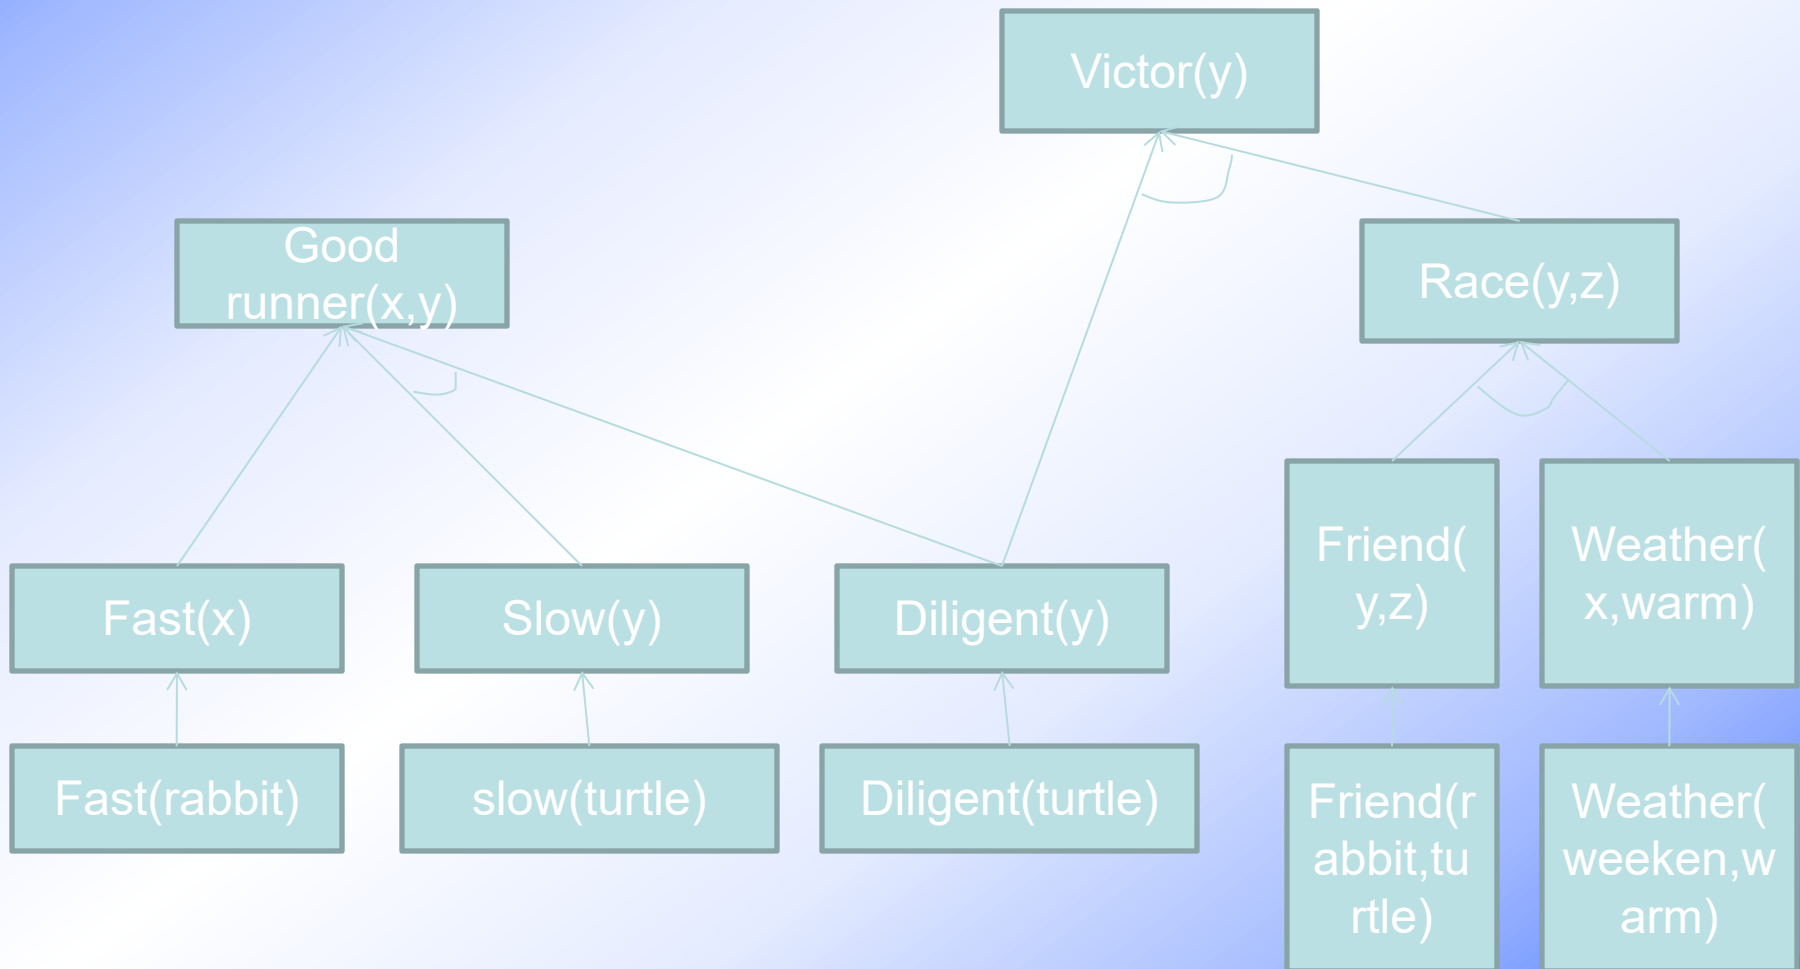 Victor(y)
Good
runner(x,y)
Race(y,z)
Fast(x)
Slow(y)
Diligent(y)
Friend(
y,z)
Weather(
x,warm)
Fast(rabbit)
slow(turtle)
Diligent(turtle)
Friend(r
abbit,tu
rtle)
Weather(
weeken,w
arm)